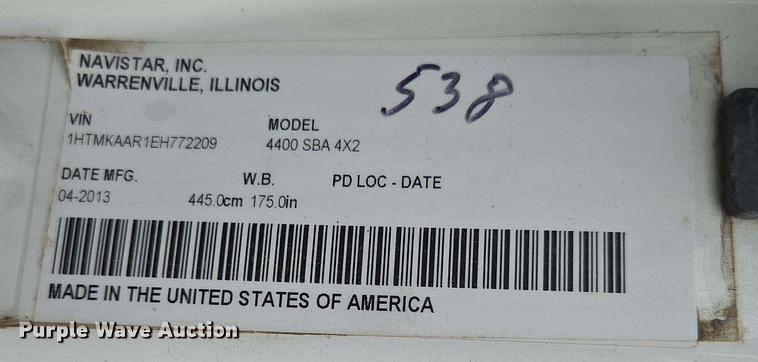 NAVISTAR, INC.
WARRENVILLE, ILLINOIS
538
VIN MODEL
1HTMKAAR1EH772209 4400 SBA 4X2
DATE MFG. W.B. PD LOC - DATE
04-2013 445.0cm 175.0in
MADE IN THE UNITED STATES OF AMERICA
Purple Wave Auction